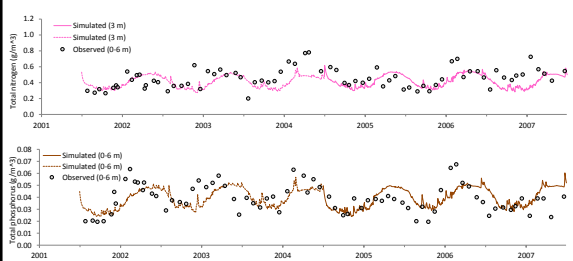 Total nitrogen (g/m^3)
1.2
1.0
0.8
0.6
0.4
0.2
0.0
Simulated (3 m)
Simulated (3 m)
Observed (0-6 m)
2001 2002 2003 2004 2005 2006 2007
Total phosphorus (g/m^3)
0.08
0.07
0.06
0.05
0.04
0.03
0.02
0.01
0.00
Simulated (0-6 m)
Simulated (0-6 m)
Observed (0-6 m)
2001 2002 2003 2004 2005 2006 2007